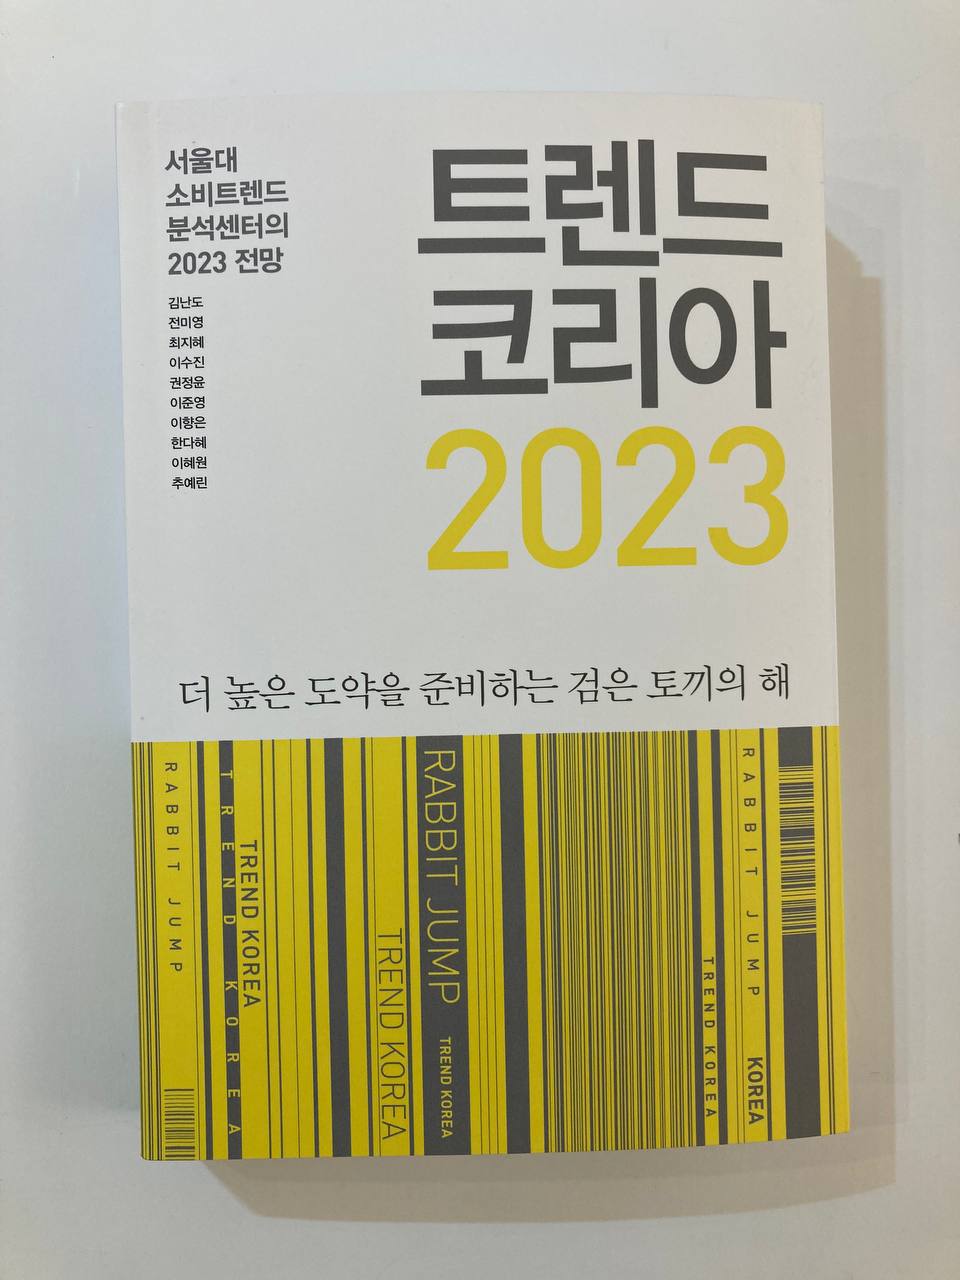 서울대
소비트렌드
분석센터의
2023 전망
김난도
전미영
최지혜
이수진
권정윤
이준영
이향은
한다혜
이혜원
추예린
트렌드
코리아
2023
더 높은 도약을 준비하는 검은 토끼의 해
RABBIT JUMP
TREND KOREA
TREND KOREA
TREND KOREA
RABBIT JUMP
TREND KOREA
TREND KOREA
RABBIT JUMP
KOREA